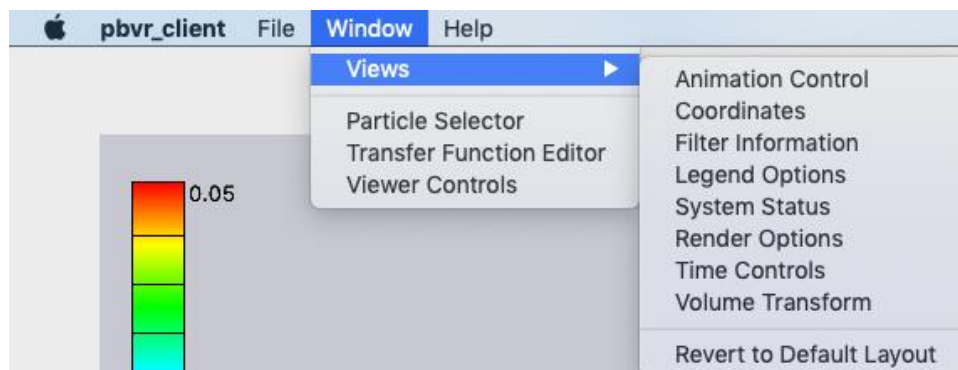 pbvr_client File Window Help
Views
Particle Selector
Transfer Function Editor
Viewer Controls
Animation Control
Coordinates
Filter Information
Legend Options
System Status
Render Options
Time Controls
Volume Transform
Revert to Default Layout
0.05